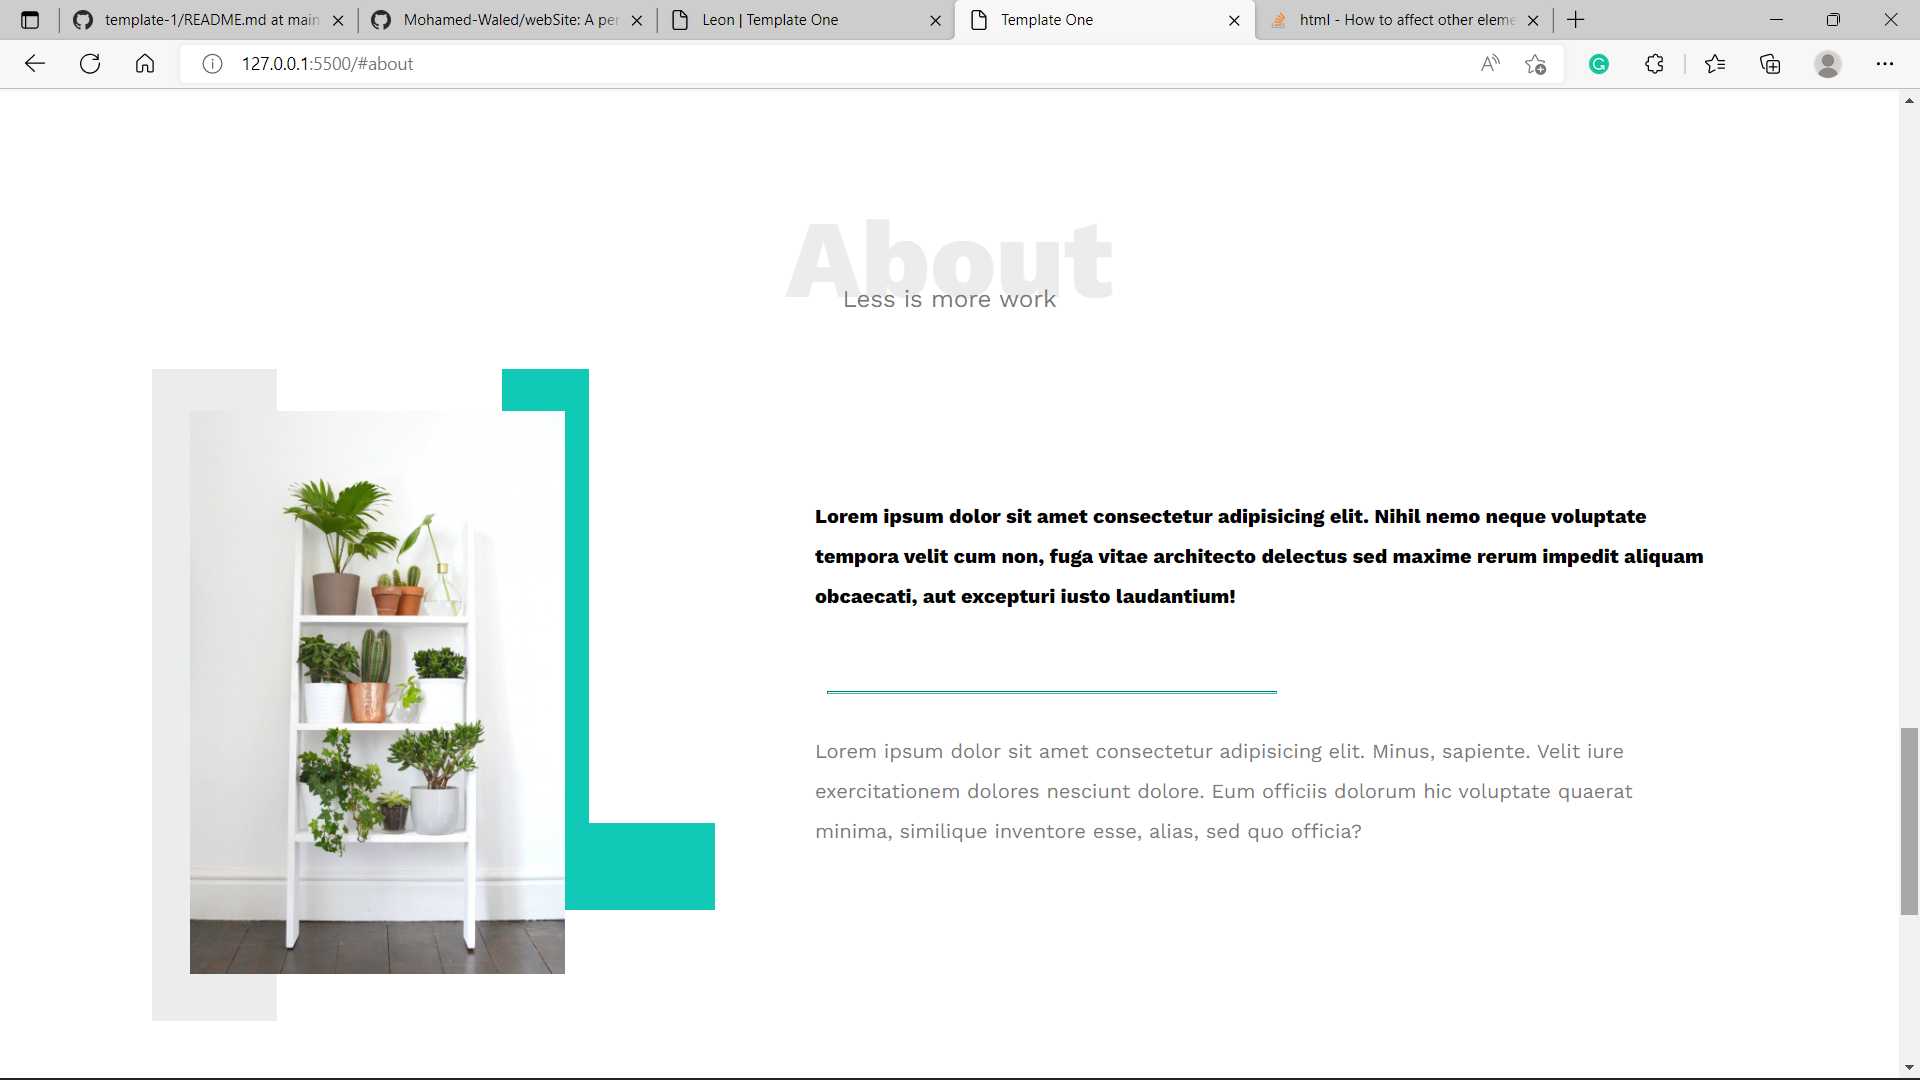 template-1/README.md at main
Mohamed-Waled/webSite: A per
Leon | Template One
Template One
html - How to affect other eleme
127.0.0.1:5500/#about
About
Less is more work
Lorem ipsum dolor sit amet consectetur adipisicing elit. Nihil nemo neque voluptate
tempora velit cum non, fuga vitae architecto delectus sed maxime rerum impedit aliquam
obcaecati, aut excepturi iusto laudantium!
Lorem ipsum dolor sit amet consectetur adipisicing elit. Minus, sapiente. Velit iure
exercitationem dolores nesciunt dolore. Eum officiis dolorum hic voluptate quaerat
minima, similique inventore esse, alias, sed quo officia?